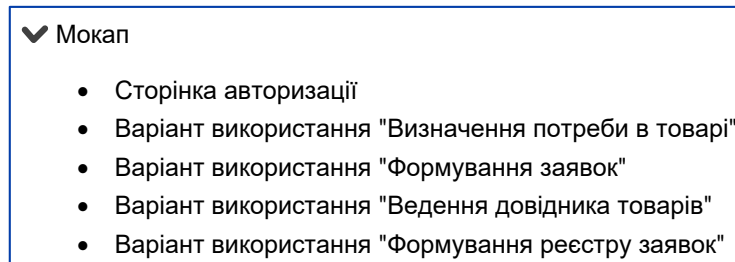 Мокап
Сторінка авторизації
Варіант використання "Визначення потреби в товарі"
Варіант використання "Формування заявок"
Варіант використання "Ведення довідника товарів"
Варіант використання "Формування реєстру заявок"